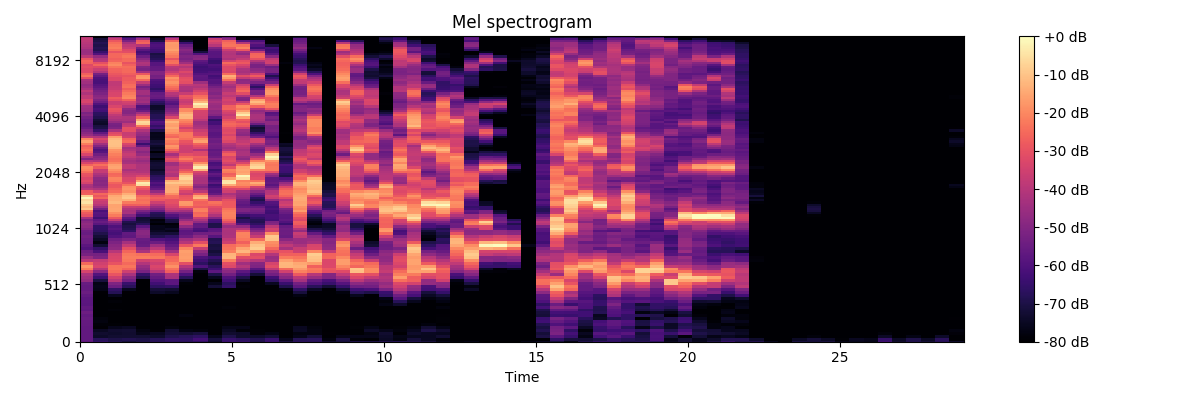 Mel spectrogram
Hz
8192
4096
2048
1024
512
0
0 5 10 15 20 25
Time
+0 dB
-10 dB
-20 dB
-30 dB
-40 dB
-50 dB
-60 dB
-70 dB
-80 dB